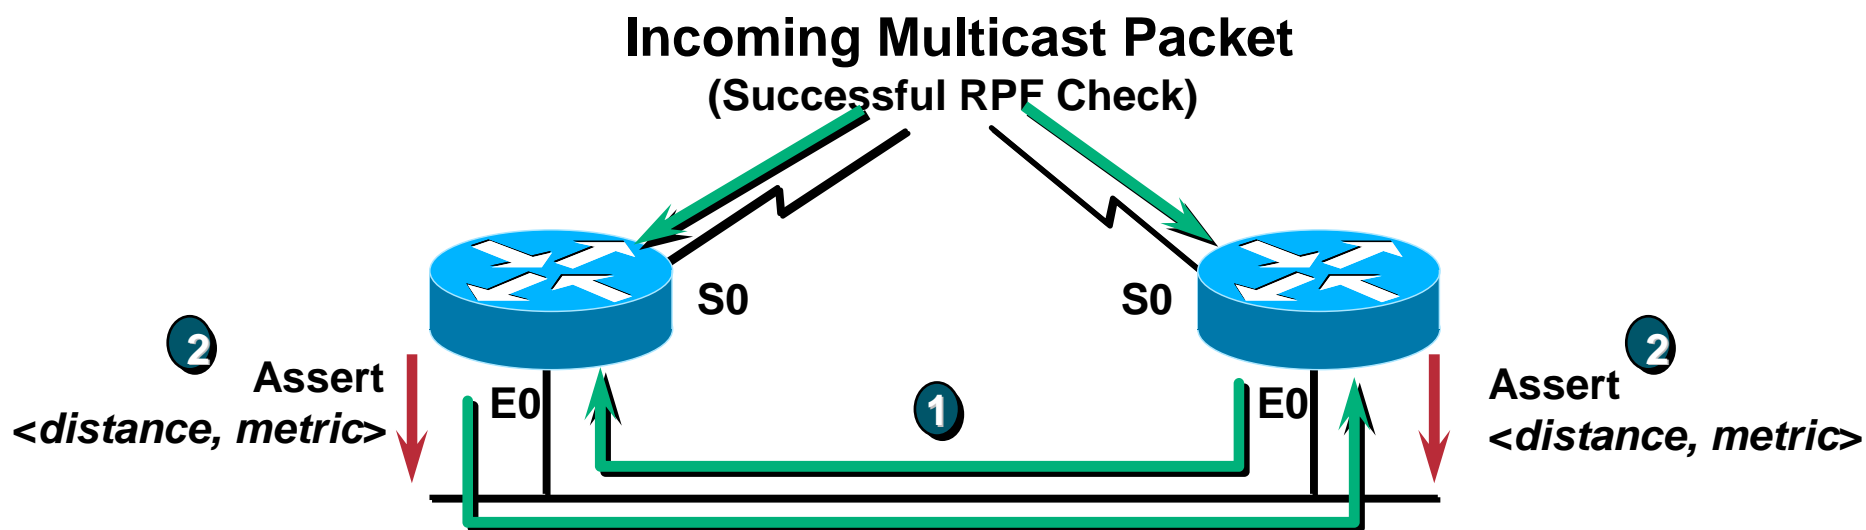 Incoming Multicast Packet
(Successful RPF Check)
S0
S0
2
2
Assert
<distance, metric>
E0
1
E0
Assert
<distance, metric>